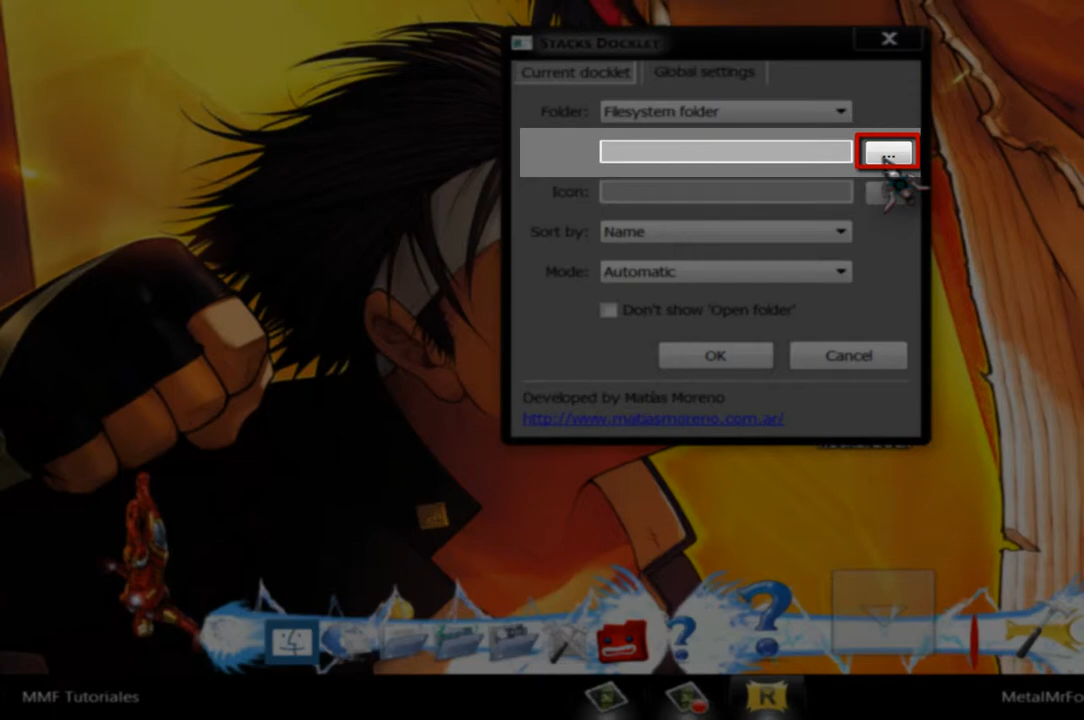 Stacks Docklet
Current docklet Global settings
Folder: Filesystem folder
...
Icon:
Sort by: Name
Mode: Automatic
Don't show 'Open folder'
OK Cancel
Developed by Matías Moreno
http://www.matiasmoreno.com.ar/
MMF Tutoriales
MetalMrFo